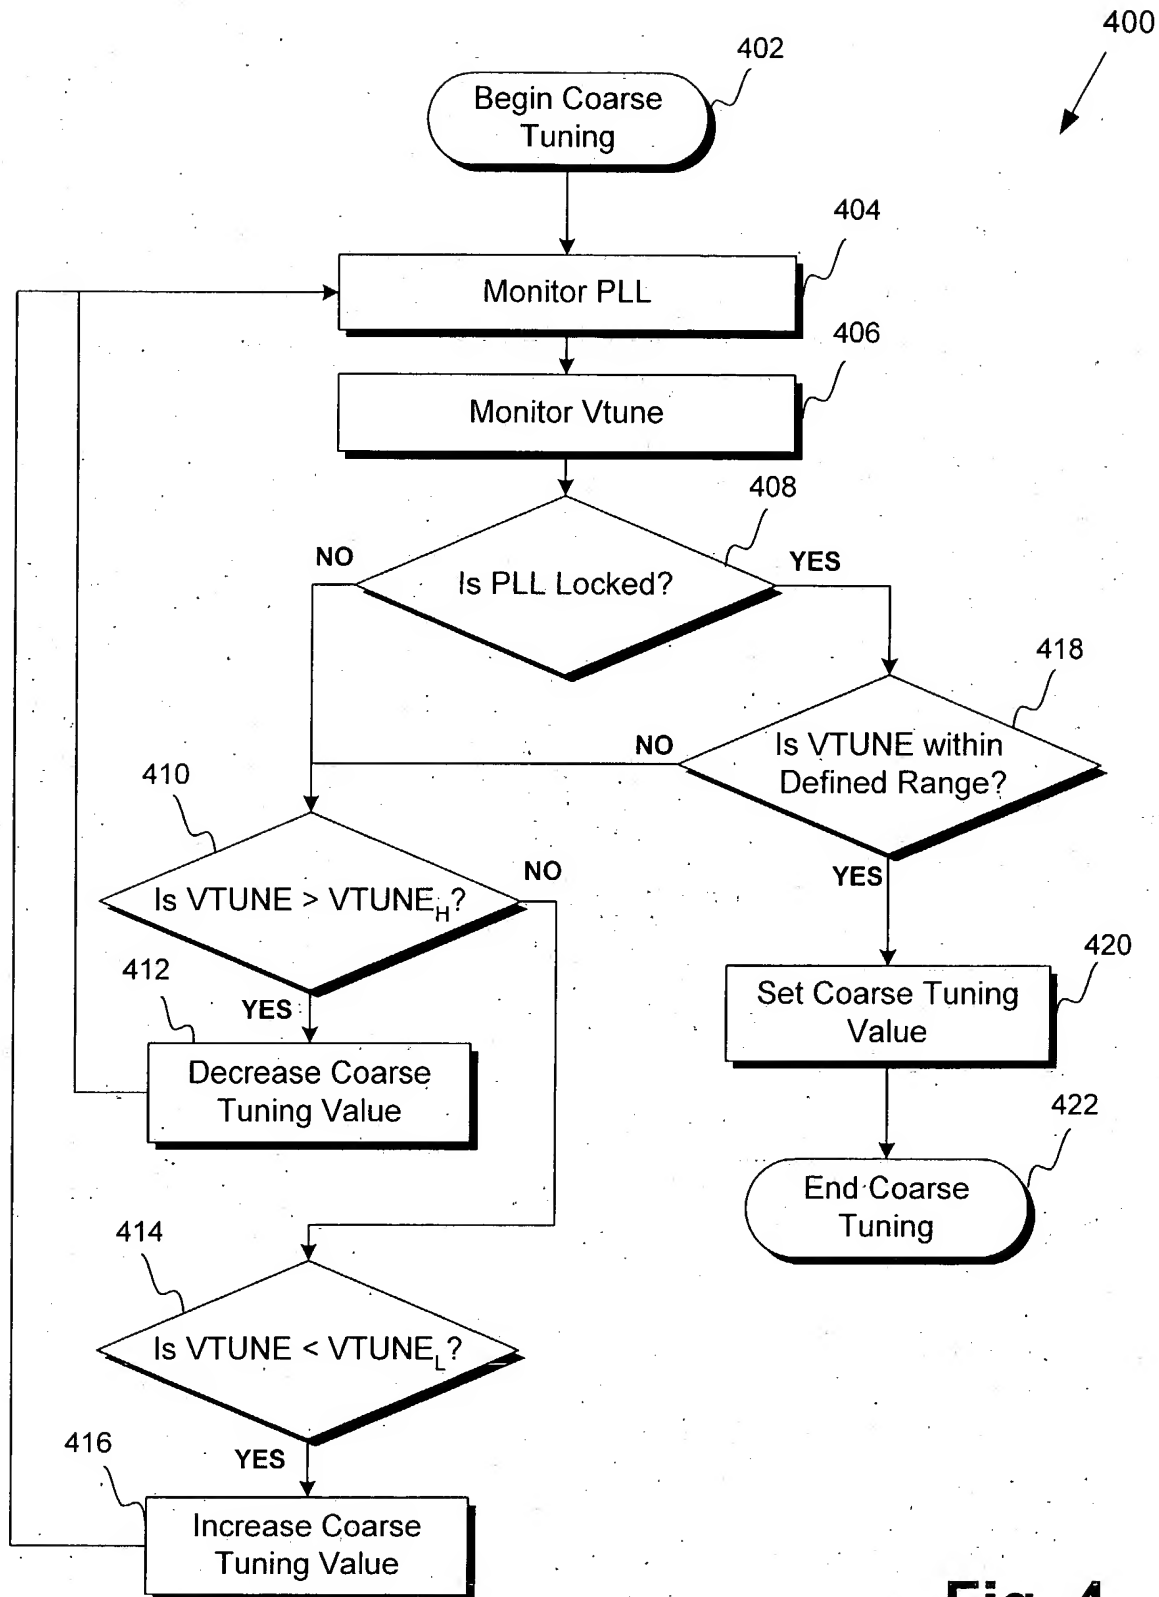 400
402
Begin Coarse
Tuning
404
Monitor PLL
406
Monitor Vtune
408
NO
YES
Is PLL Locked?
418
NO
Is VTUNE within
Defined Range?
410
NO
YES
Is VTUNE > VTUNE_H?
412
YES
420
Set Coarse Tuning
Value
Decrease Coarse
Tuning Value
422
End Coarse
Tuning
414
Is VTUNE < VTUNE_L?
416
YES
Increase Coarse
Tuning Value